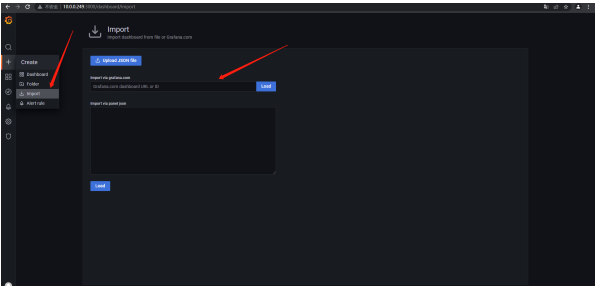 不安全 10.0.0.249:3000/dashboard/import
Import
Import dashboard from file or Grafana.com
Create
Dashboard
Folder
Import
Alert rule
Upload JSON file
Import via grafana.com
Grafana.com dashboard URL or ID
Load
Import via panel json
Load